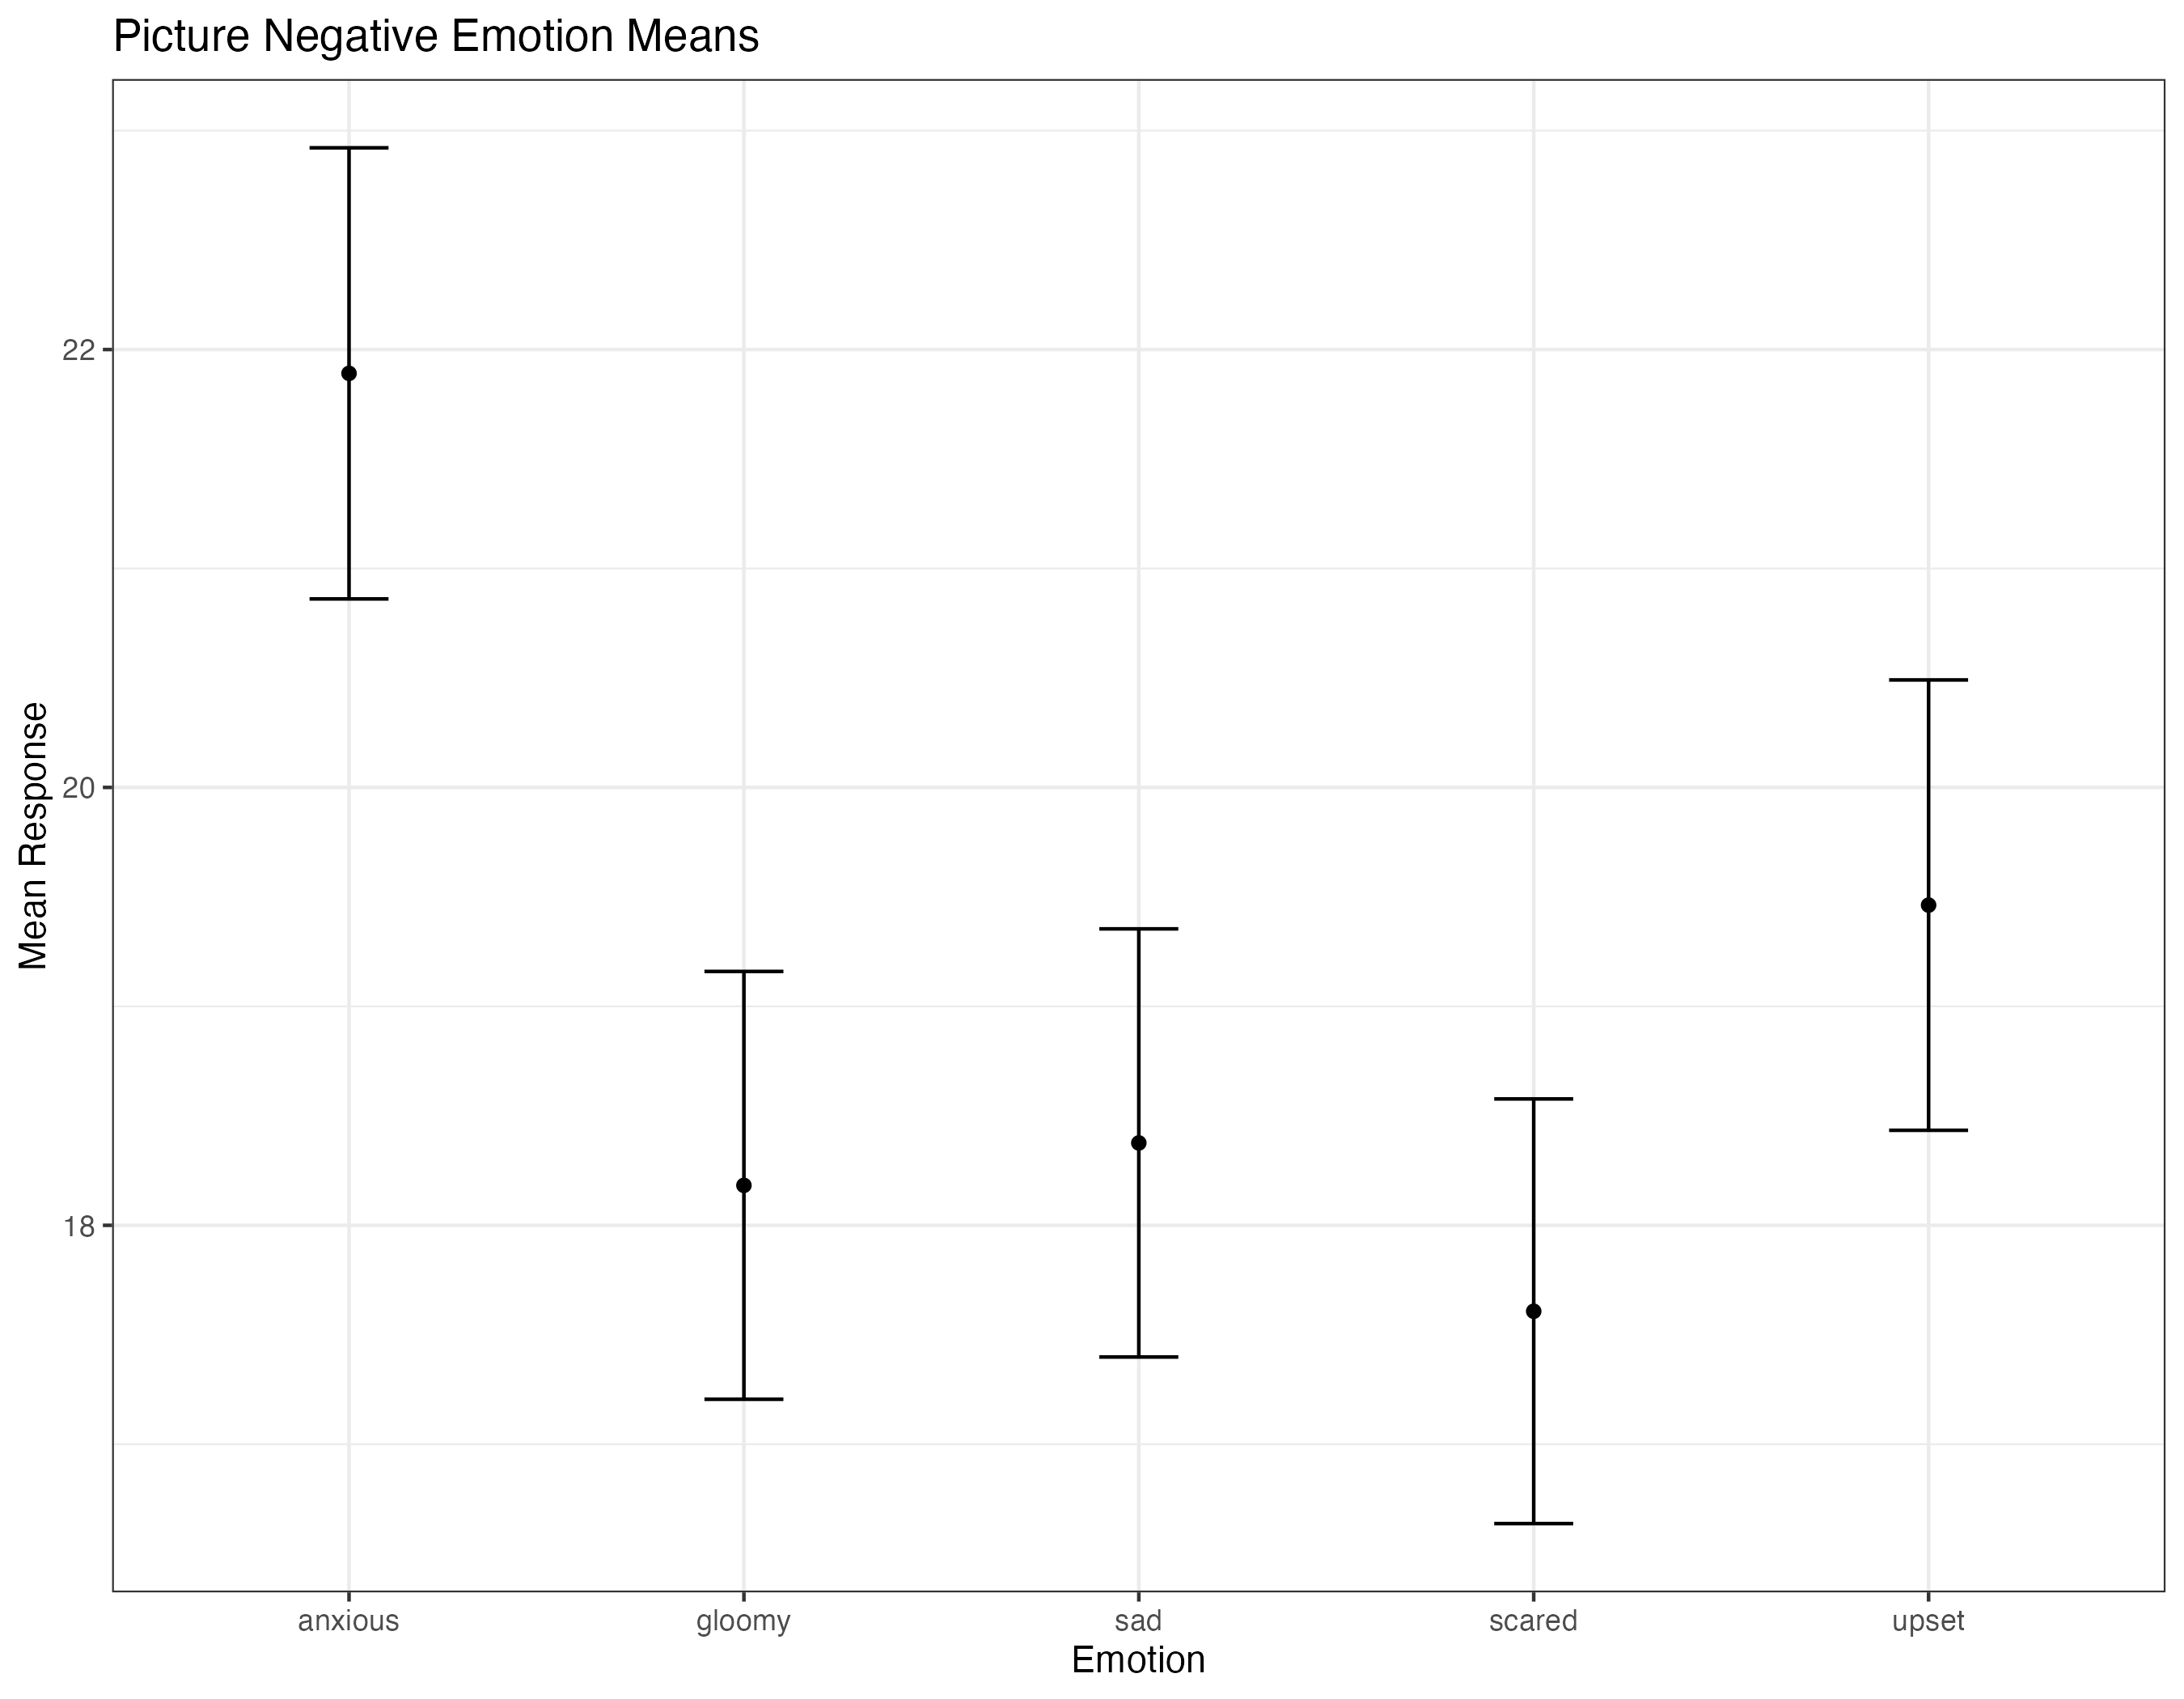 Picture Negative Emotion Means
Mean Response
22
20
18
anxious
gloomy
sad
scared
upset
Emotion